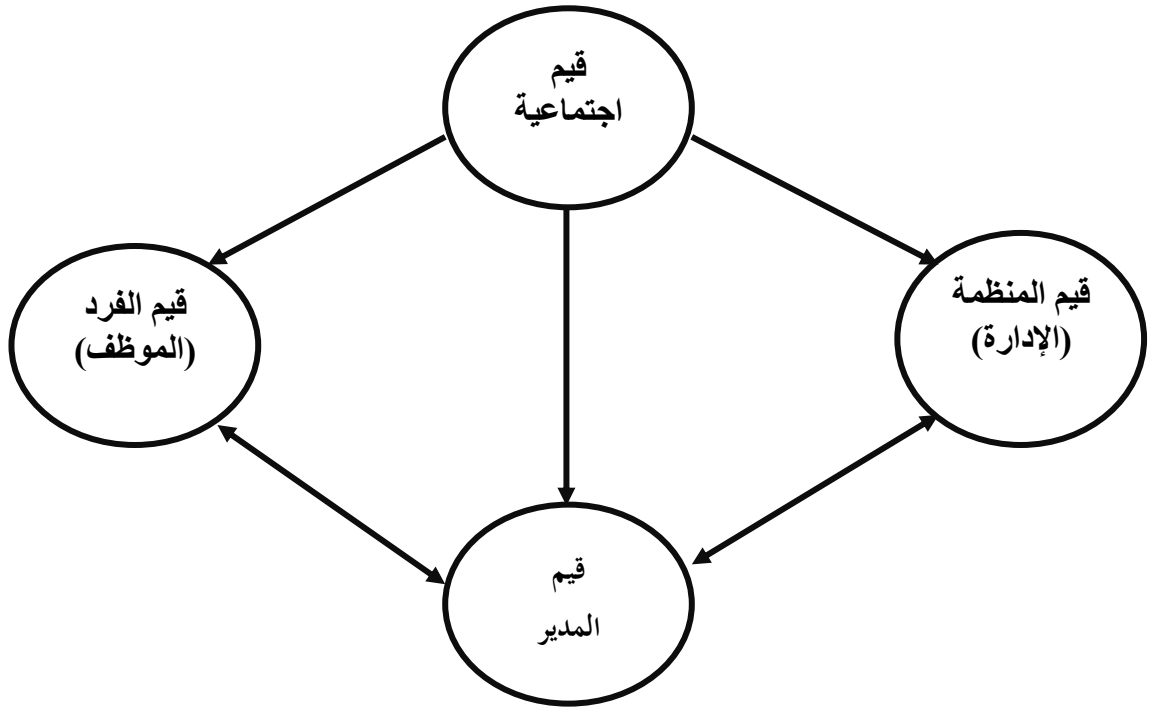 قيم
اجتماعية
قيم المنظمة
(الإدارة)
قيم الفرد
(الموظف)
قيم
المدير